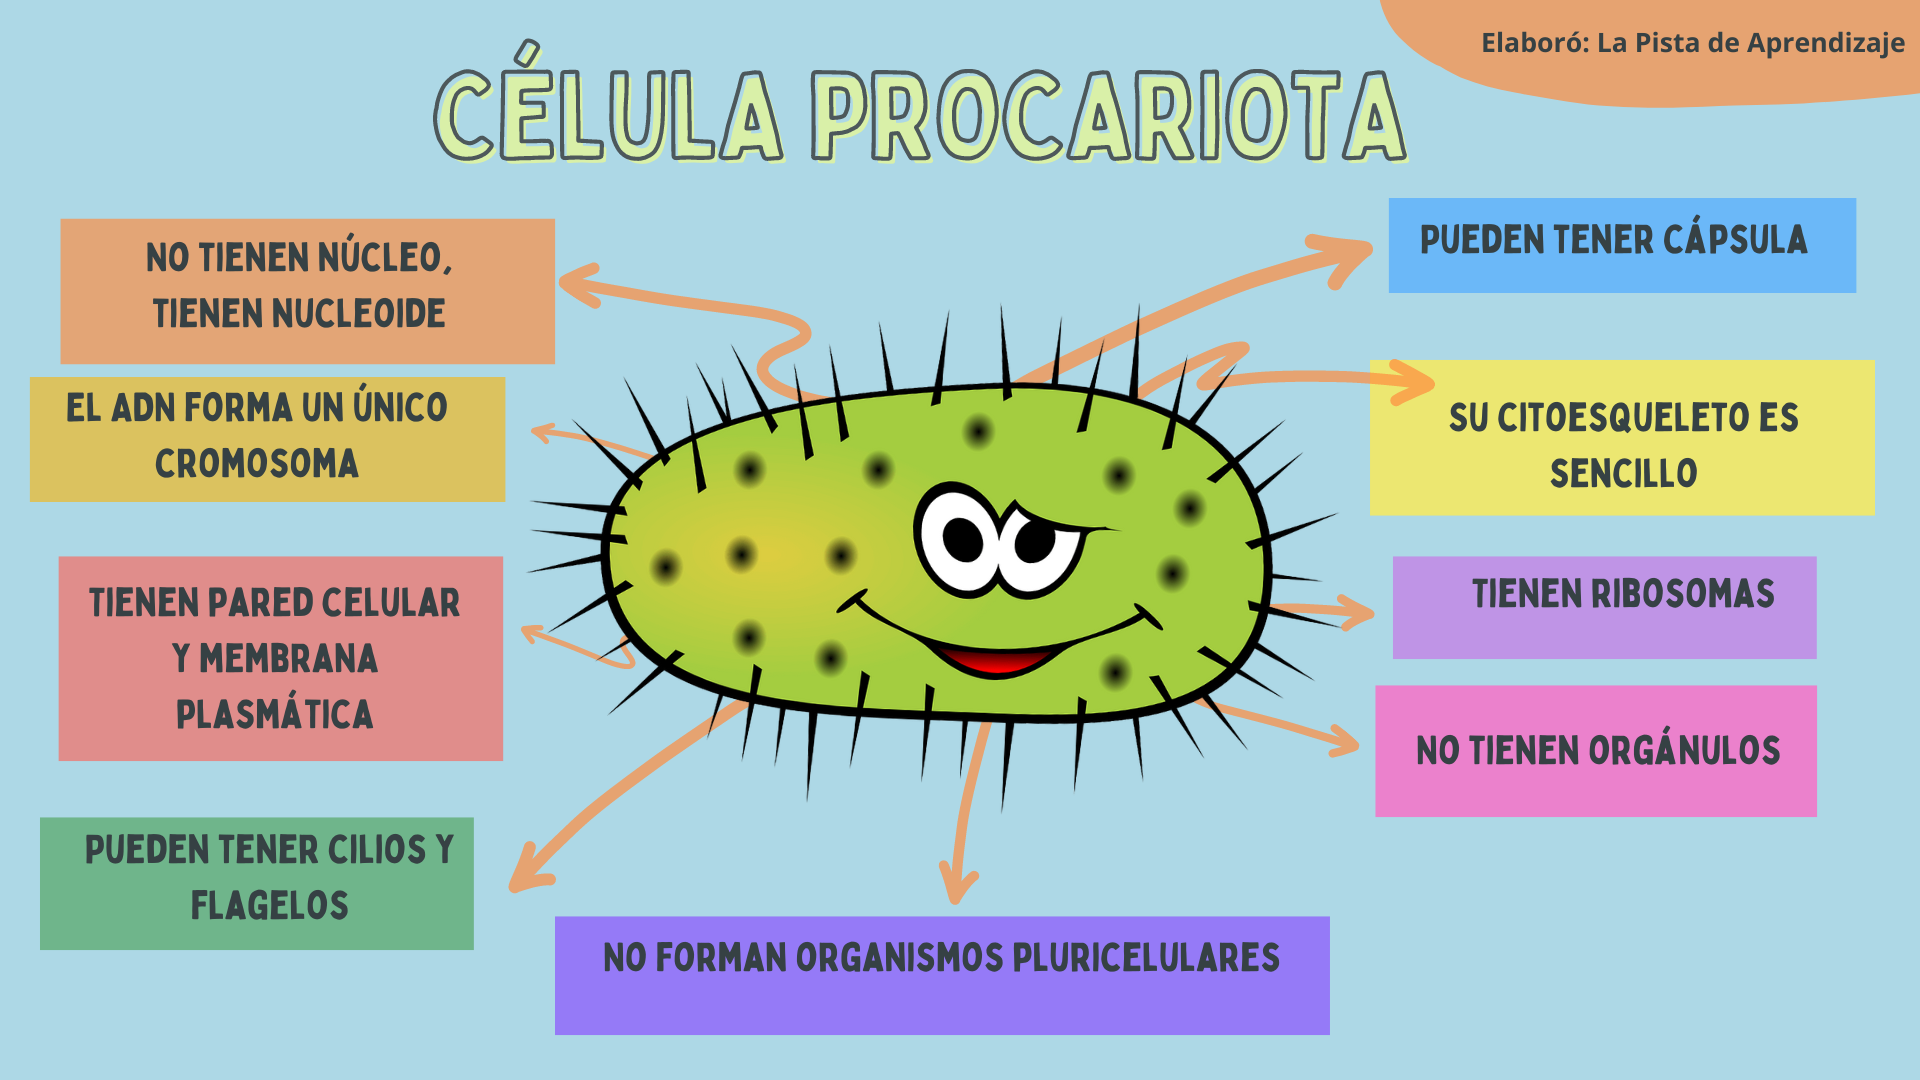 Elaboró: La Pista de Aprendizaje
CÉLULA PROCARIOTA
NO TIENEN NÚCLEO,
TIENEN NUCLEOIDE
EL ADN FORMA UN ÚNICO
CROMOSOMA
TIENEN PARED CELULAR
Y MEMBRANA
PLASMÁTICA
PUEDEN TENER CILIOS Y
FLAGELOS
NO FORMAN ORGANISMOS PLURICELULARES
PUEDEN TENER CÁPSULA
SU CITOESQUELETO ES
SENCILLO
TIENEN RIBOSOMAS
NO TIENEN ORGÁNULOS